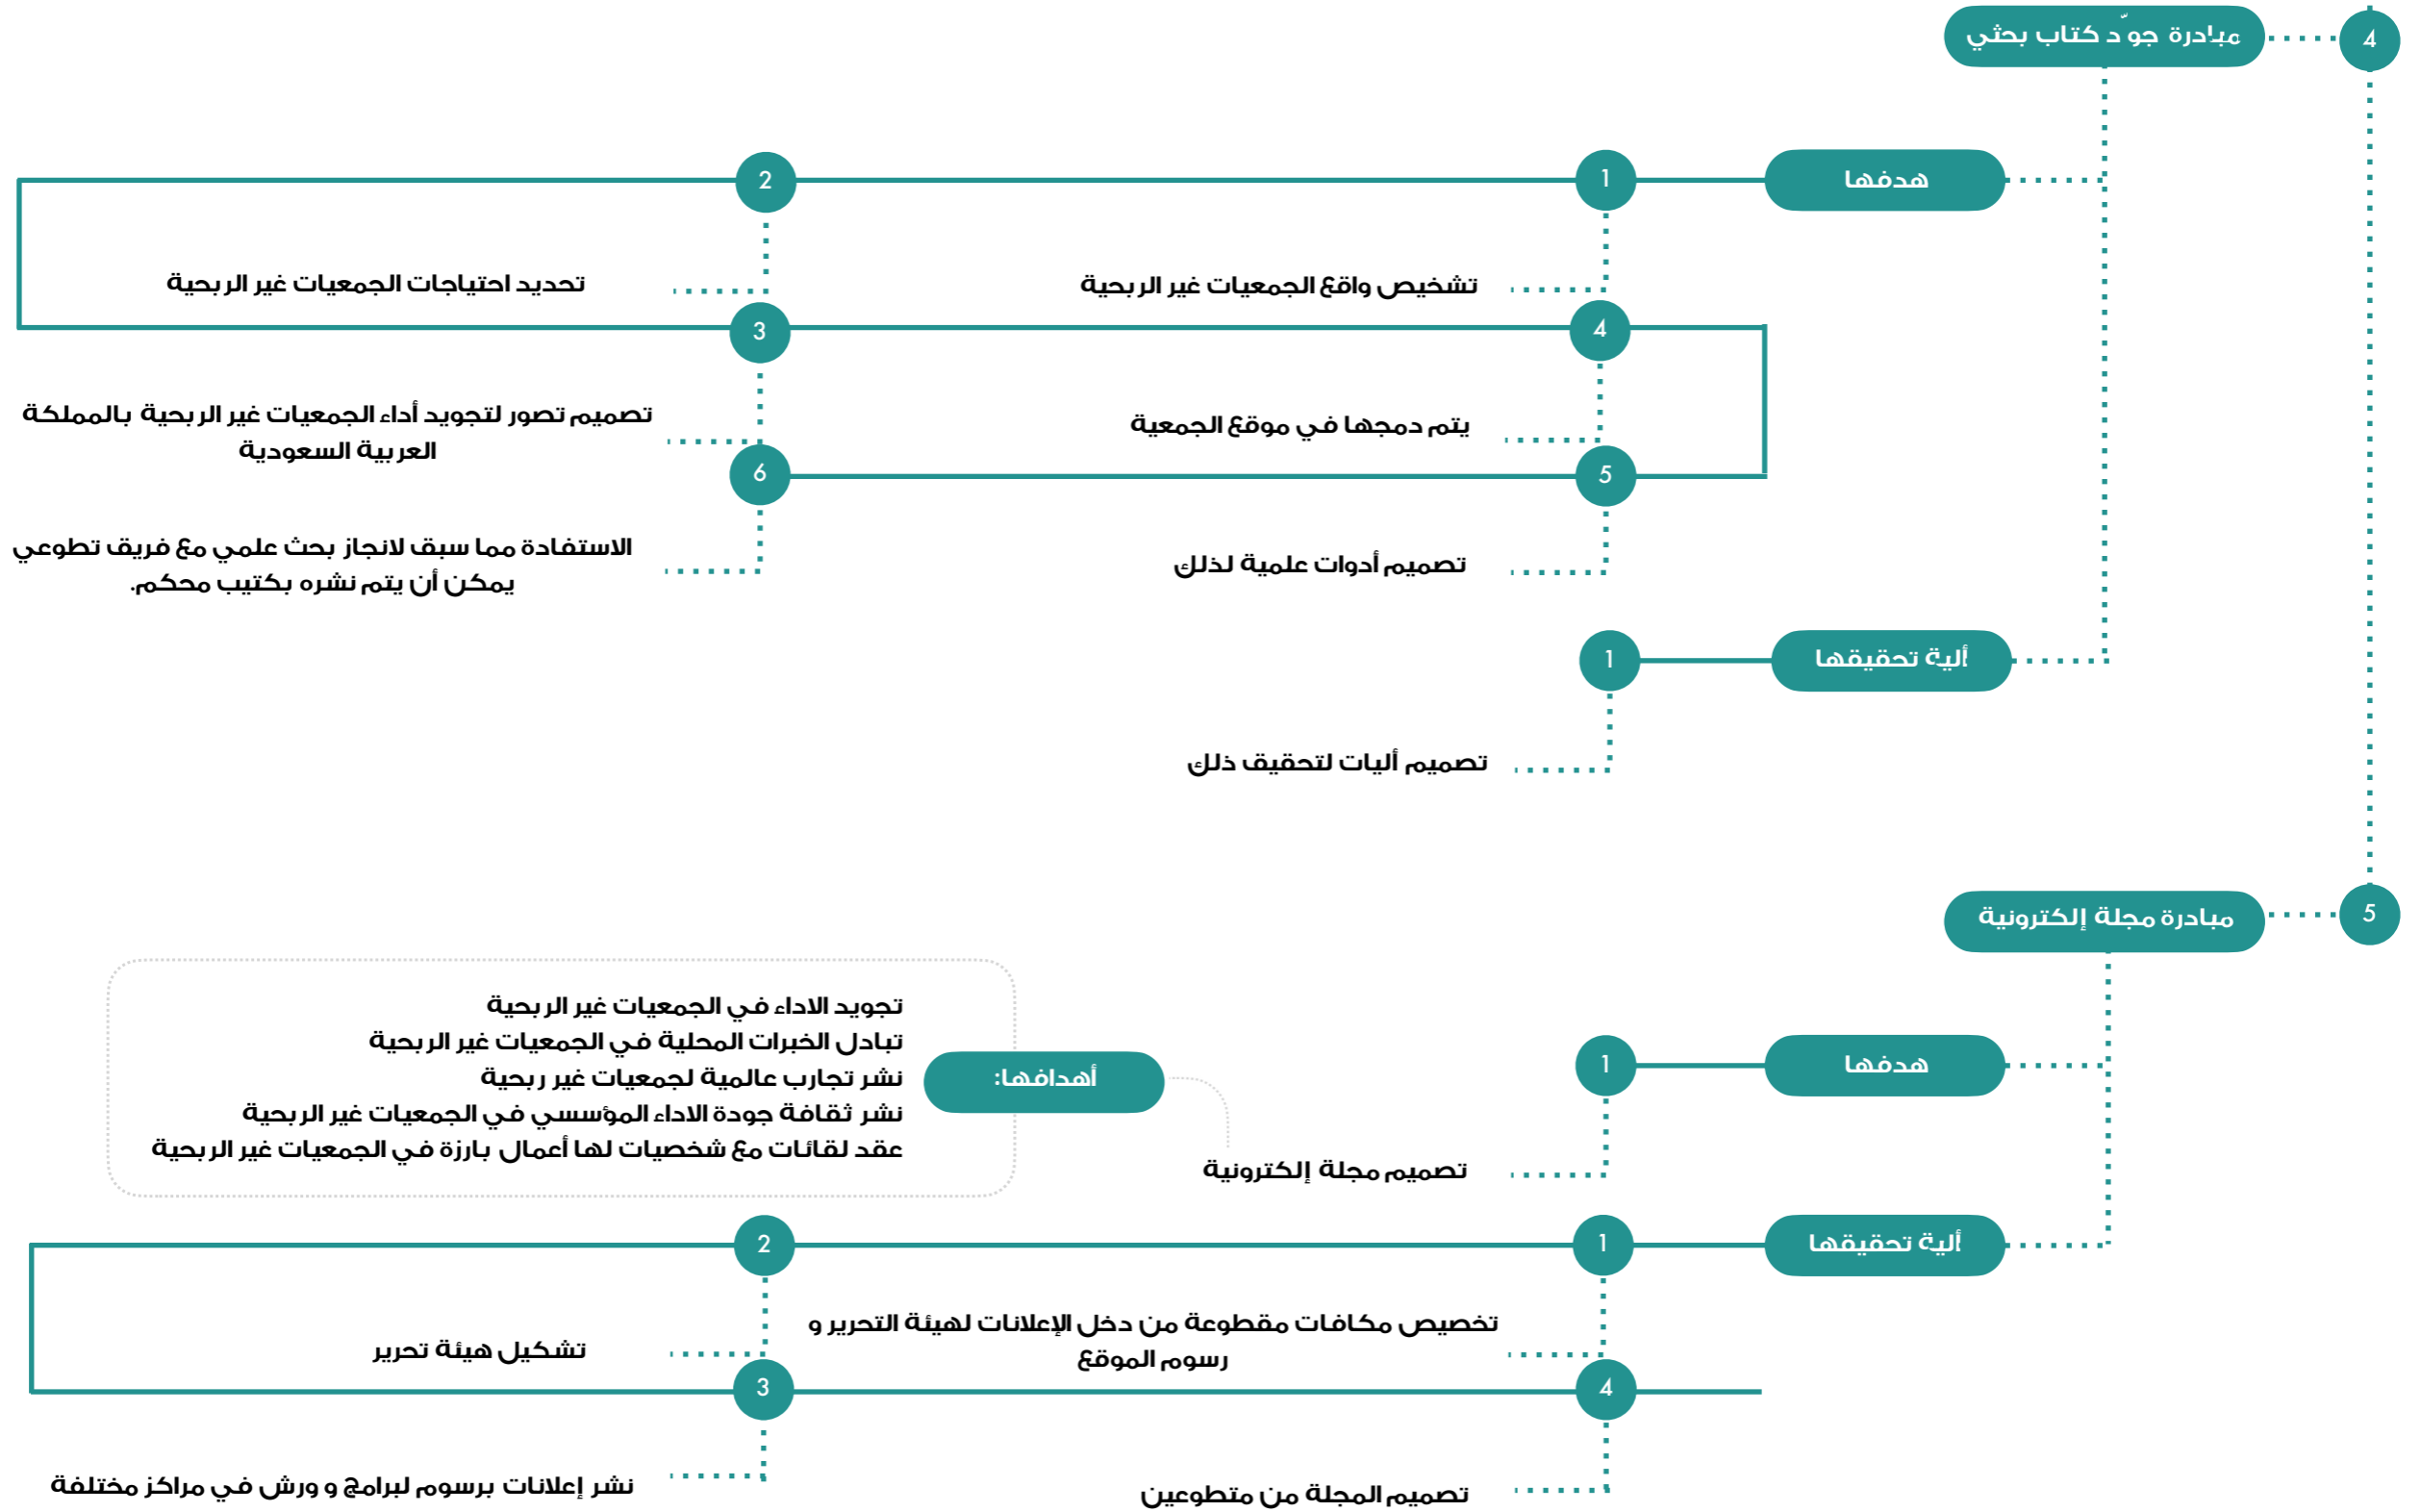 4
مبادرة جوّد كتاب بحثي
هدفها
1
تشخيص واقع الجمعيات غير الربحية
2
تحديد احتياجات الجمعيات غير الربحية
3
تصميم تصور لتجويد أداء الجمعيات غير الربحية بالمملكة
العربية السعودية
4
يتم دمجها في موقع الجمعية
5
تصميم أدوات علمية لذلك
6
الاستفادة مما سبق لانجاز بحث علمي مع فريق تطوعي
يمكن أن يتم نشره بكتيب محكم.
ألية تحقيقها
1
تصميم أليات لتحقيق ذلك
5
مبادرة مجلة إلكترونية
هدفها
1
تصميم مجلة إلكترونية
أهدافها:
تجويد الاداء في الجمعيات غير الربحية
تبادل الخبرات المحلية في الجمعيات غير الربحية
نشر تجارب عالمية لجمعيات غير ربحية
نشر ثقافة جودة الاداء المؤسسي في الجمعيات غير الربحية
عقد لقائات مع شخصيات لها أعمال بارزة في الجمعيات غير الربحية
ألية تحقيقها
1
تخصيص مكافات مقطوعة من دخل الإعلانات لهيئة التحرير و
رسوم الموقع
2
تشكيل هيئة تحرير
3
نشر إعلانات برسوم لبرامج و ورش في مراكز مختلفة
4
تصميم المجلة من متطوعين